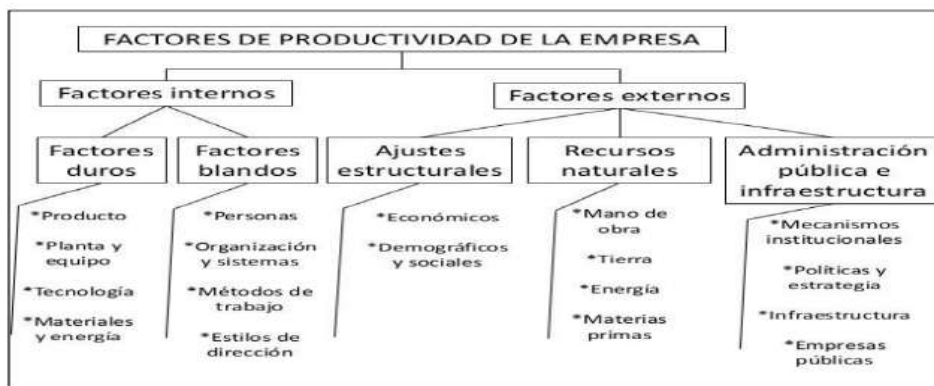 FACTORES DE PRODUCTIVIDAD DE LA EMPRESA
Factores internos
Factores externos
Factores
duros
Factores
blandos
Ajustes
estructurales
Recursos
naturales
Administración
pública e
infraestructura
*Producto
*Planta y
equipo
*Tecnología
*Materiales
y energía
*Personas
*Organización
y sistemas
*Métodos de
trabajo
*Estilos de
dirección
*Económicos
*Demográficos
y sociales
*Mano de
obra
*Tierra
*Energía
*Materias
primas
*Mecanismos
institucionales
*Políticas y
estrategia
*Infraestructura
*Empresas
públicas